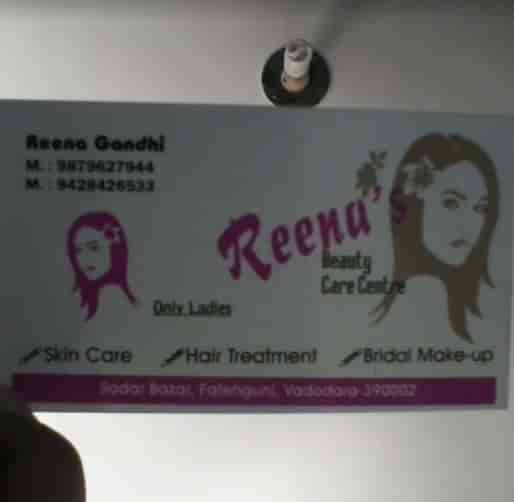 Reena Gandhi
M. : 9879627944
M. : 9428426533
Reena's
Beauty
Care Centre
Only Ladies
Skin Care
Hair Treatment
Bridal Make-up
Sadar Bazar, Fatehgunj, Vadodara-390002